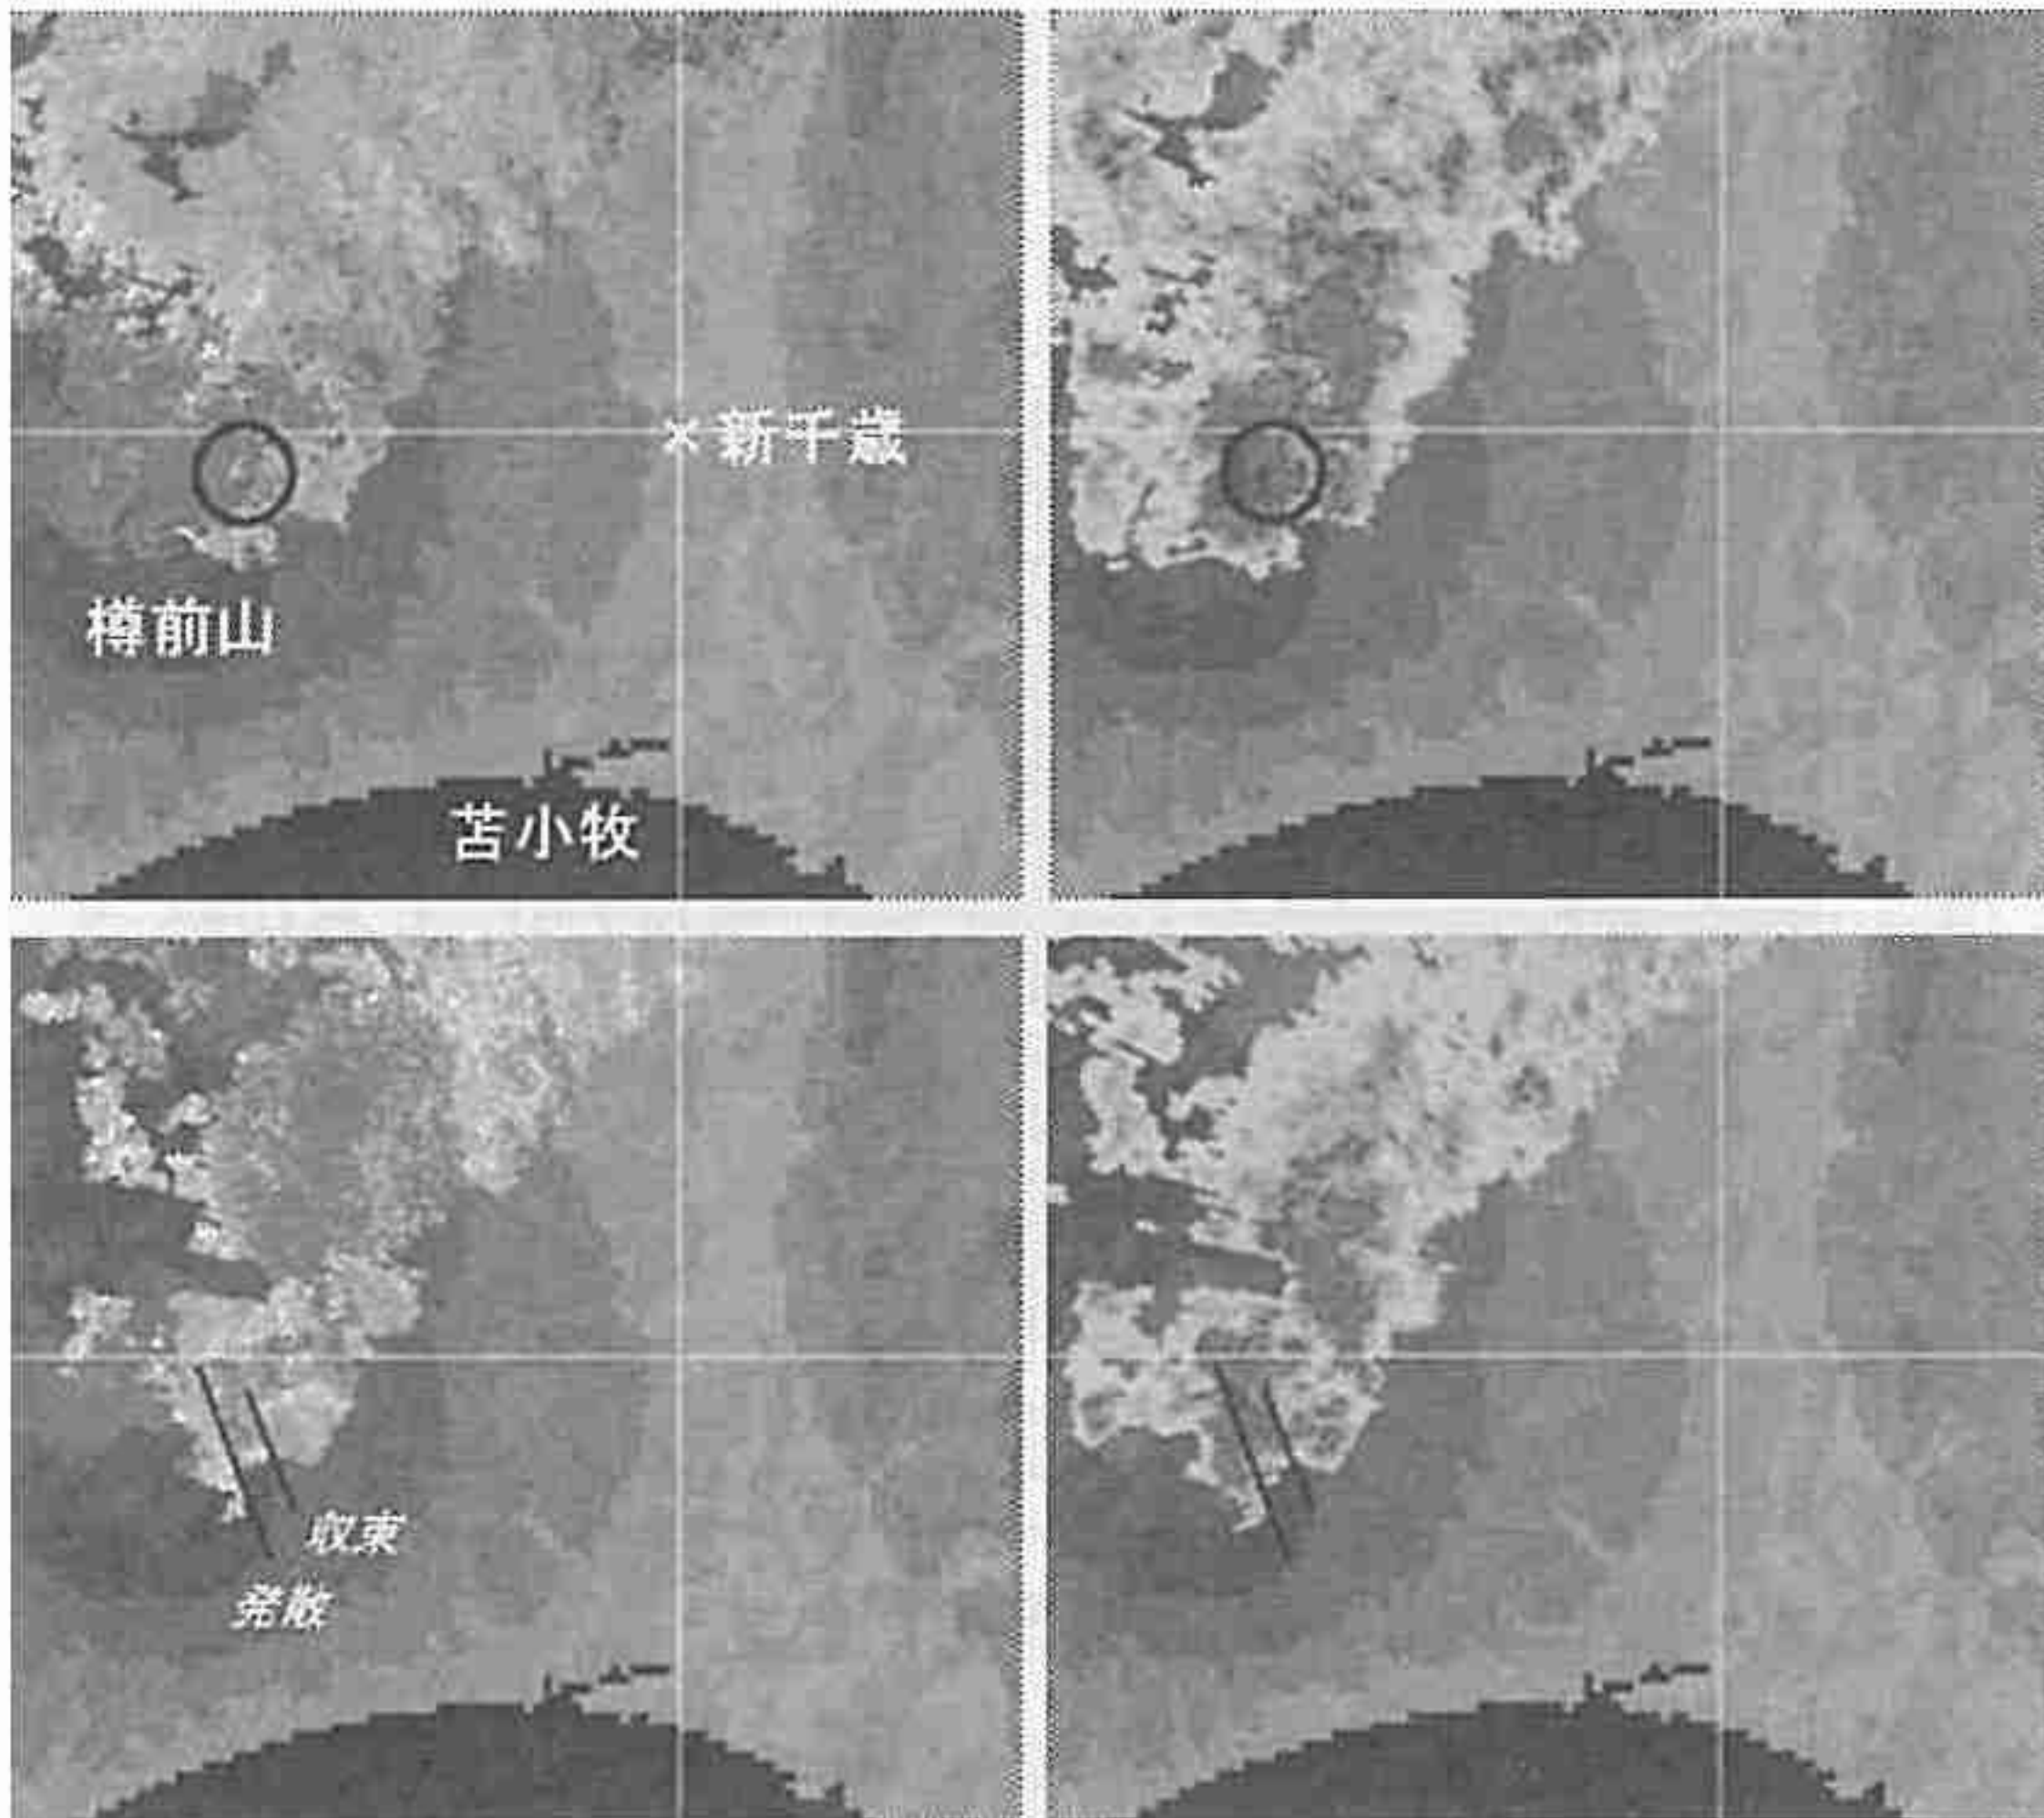 ×新千歳
樽前山
苫小牧
収束
発散